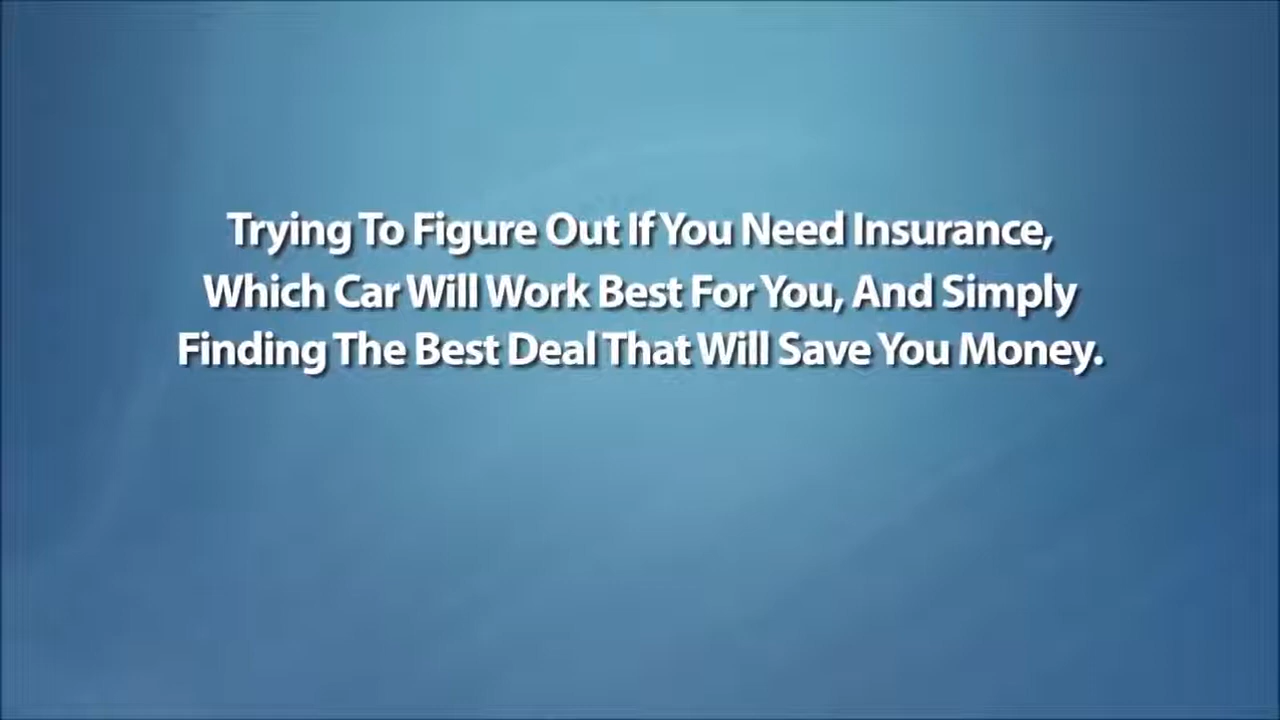 Trying To Figure Out If You Need Insurance,
Which Car Will Work Best For You, And Simply
Finding The Best Deal That Will Save You Money.